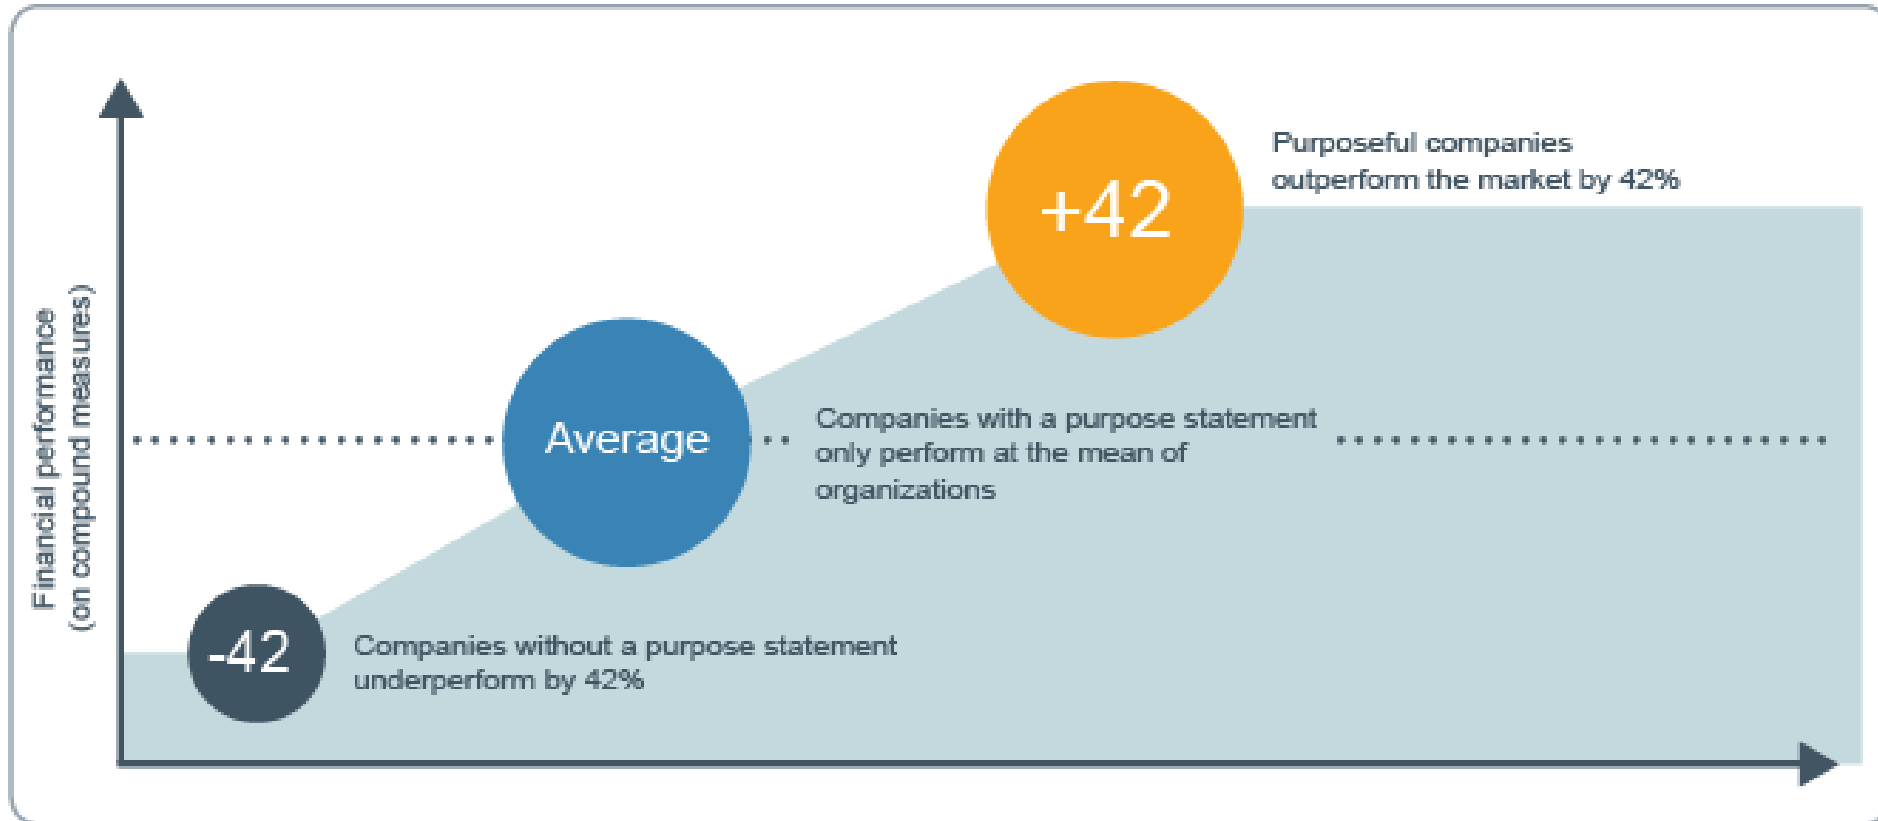 Purposeful companies
outperform the market by 42%
+42
Average
Companies with a purpose statement
only perform at the mean of
organizations
-42
Companies without a purpose statement
underperform by 42%
Financial performance
(on compound measures)